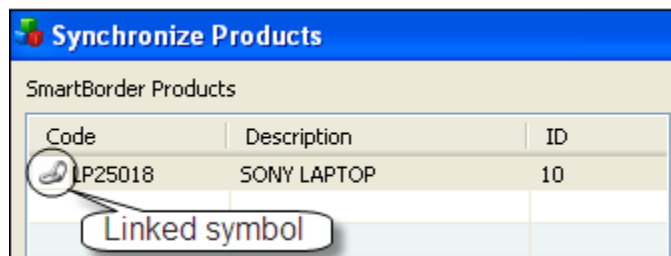 Synchronize Products
SmartBorder Products
Code Description ID
LP25018 SONY LAPTOP 10
Linked symbol